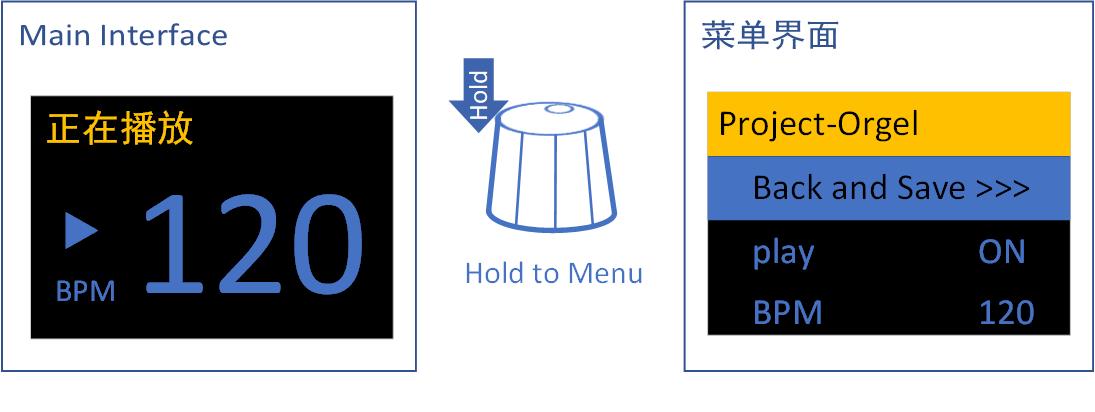 Main Interface
正在播放
BPM 120
Hold
Hold to Menu
菜单界面
Project-Orgel
Back and Save >>>
play ON
BPM 120